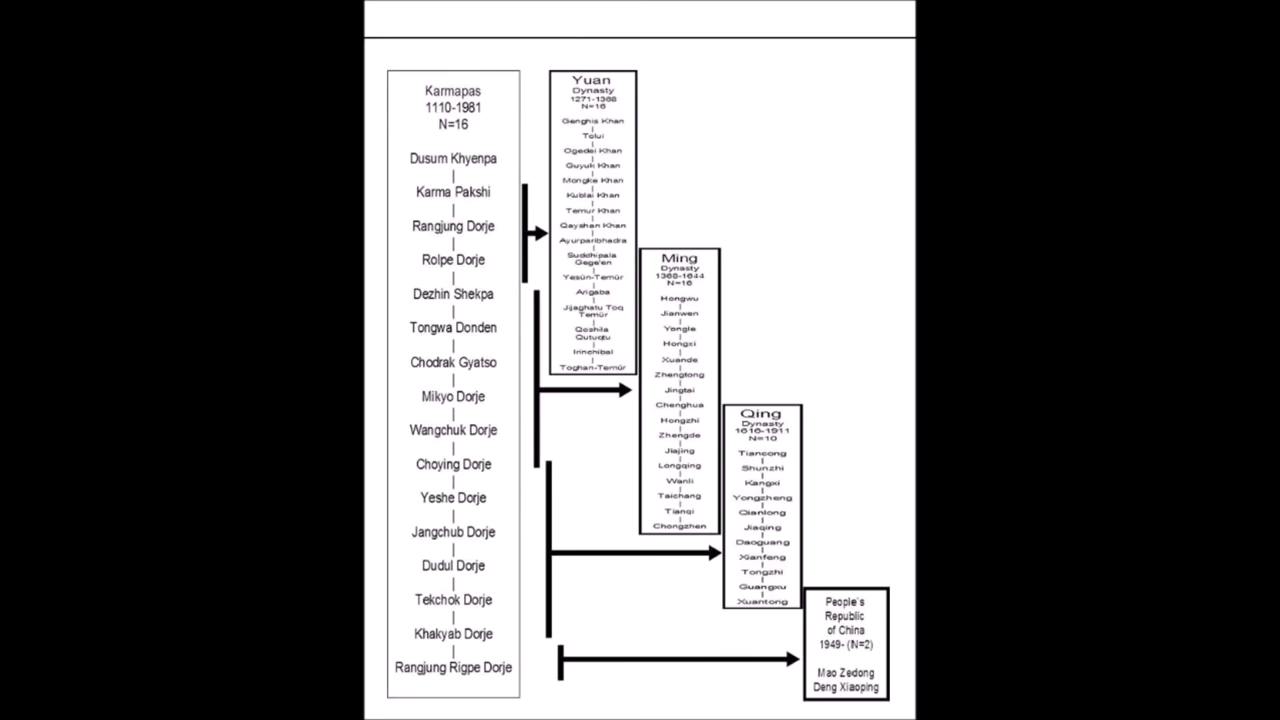 Karmapas
1110-1981
N=16
Dusum Khyenpa
Karma Pakshi
Rangjung Dorje
Rolpe Dorje
Dezhin Shekpa
Tongwa Donden
Chodrak Gyatso
Mikyo Dorje
Wangchuk Dorje
Choying Dorje
Yeshe Dorje
Jangchub Dorje
Dudul Dorje
Tekchok Dorje
Khakyab Dorje
Rangjung Rigpe Dorje
Yuan
Dynasty
1271-1368
N=16
Genghis Khan
Tolui
Ogedei Khan
Guyuk Khan
Mongke Khan
Kublai Khan
Temur Khan
Qayshan Khan
Ayurparibhadra
Suddhipala
Gege'en
Yesün-Temür
Arigaba
Jijaghatu Toq
Temür
Qoshila
Qutuqtu
Irinchibal
Toghan-Temür
Ming
Dynasty
1368-1644
N=16
Hongwu
Jianwen
Yongle
Hongxi
Xuande
Zhengtong
Jingtai
Chenghua
Hongzhi
Zhengde
Jiajing
Longqing
Wanli
Taichang
Tianqi
Chongzhen
Qing
Dynasty
1616-1911
N=10
Tiancong
Shunzhi
Kangxi
Yongzheng
Qianlong
Jiaqing
Daoguang
Xianfeng
Tongzhi
Guangxu
Xuantong
People's
Republic
of China
1949- (N=2)
Mao Zedong
Deng Xiaoping